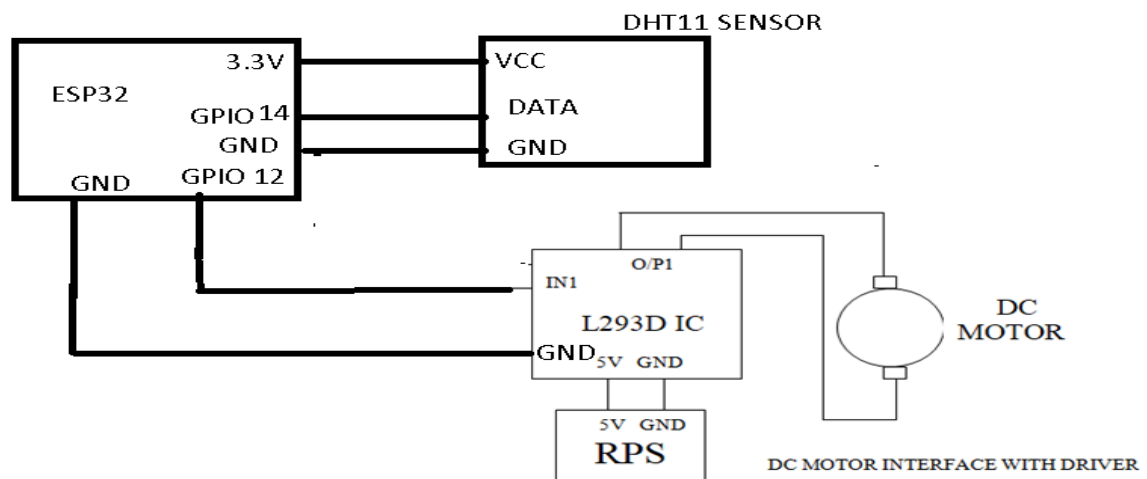 DHT11 SENSOR
3.3V
VCC
ESP32
GPIO 14
DATA
GND
GND
GND
GPIO 12
O/P1
IN1
L293D IC
DC
MOTOR
GND
5V GND
5V GND
RPS
DC MOTOR INTERFACE WITH DRIVER